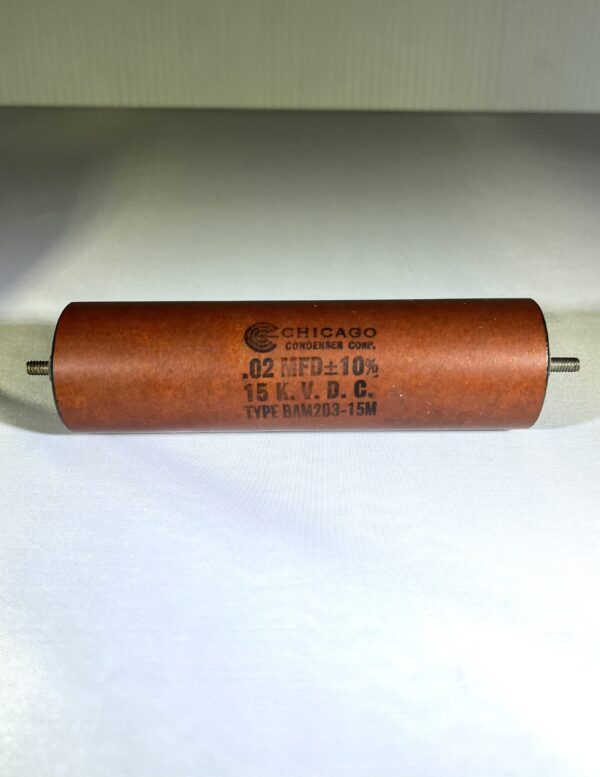 CHICAGO
CONDENSER CORP.
.02 MFD±10%
15 K. V. D. C.
TYPE BAM203-15M